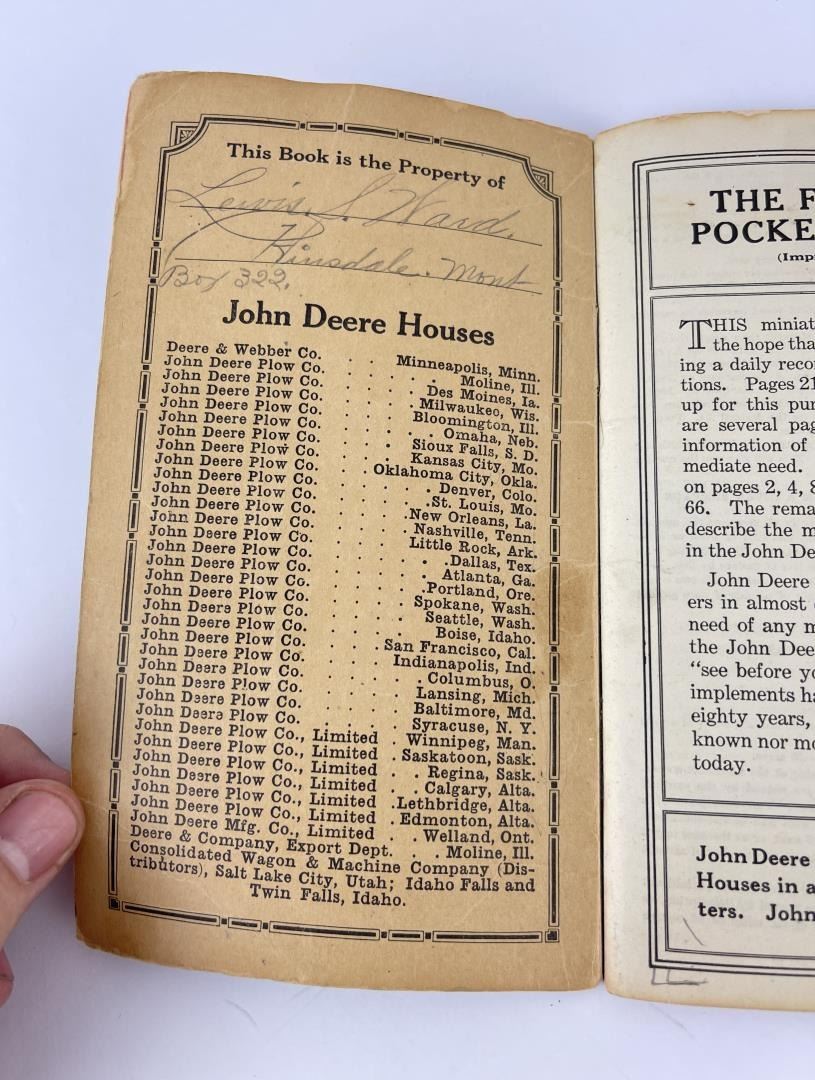 This Book is the Property of
Lewis S. Ward.
Hinsdale. Mont
Box 322.
John Deere Houses
Deere & Webber Co. . . Minneapolis, Minn.
John Deere Plow Co. . . . Moline, Ill.
John Deere Plow Co. . . . Des Moines, Ia.
John Deere Plow Co. . . . Milwaukee, Wis.
John Deere Plow Co. . . . Bloomington, Ill.
John Deere Plow Co. . . . Omaha, Neb.
John Deere Plow Co. . . . Sioux Falls, S. D.
John Deere Plow Co. . . . Kansas City, Mo.
John Deere Plow Co. . . Oklahoma City, Okla.
John Deere Plow Co. . . . Denver, Colo.
John Deere Plow Co. . . . St. Louis, Mo.
John Deere Plow Co. . . . New Orleans, La.
John Deere Plow Co. . . . Nashville, Tenn.
John Deere Plow Co. . . . Little Rock, Ark.
John Deere Plow Co. . . . Dallas, Tex.
John Deere Plow Co. . . . Atlanta, Ga.
John Deere Plow Co. . . . Portland, Ore.
John Deere Plow Co. . . . Spokane, Wash.
John Deere Plow Co. . . . Seattle, Wash.
John Deere Plow Co. . . . Boise, Idaho.
John Deere Plow Co. . . . San Francisco, Cal.
John Deere Plow Co. . . . Indianapolis, Ind.
John Deere Plow Co. . . . Columbus, O.
John Deere Plow Co. . . . Lansing, Mich.
John Deere Plow Co. . . . Baltimore, Md.
John Deere Plow Co. . . . Syracuse, N. Y.
John Deere Plow Co., Limited . Winnipeg, Man.
John Deere Plow Co., Limited . Saskatoon, Sask.
John Deere Plow Co., Limited . . Regina, Sask.
John Deere Plow Co., Limited . . Calgary, Alta.
John Deere Plow Co., Limited . Lethbridge, Alta.
John Deere Plow Co., Limited . Edmonton, Alta.
John Deere Mfg. Co., Limited . . Welland, Ont.
Deere & Company, Export Dept. . . Moline, Ill.
Consolidated Wagon & Machine Company (Dis-
tributors), Salt Lake City, Utah; Idaho Falls and
Twin Falls, Idaho.
THE F
POCKE
(Imp
THIS miniat
the hope that
ing a daily reco
tions. Pages 21
up for this pur
are several pag
information of
mediate need.
on pages 2, 4, 8
66. The rema
describe the m
in the John De
John Deere
ers in almost
need of any m
the John Deer
"see before yo
implements ha
eighty years,
known nor mo
today.
John Deere
Houses in a
ters. John